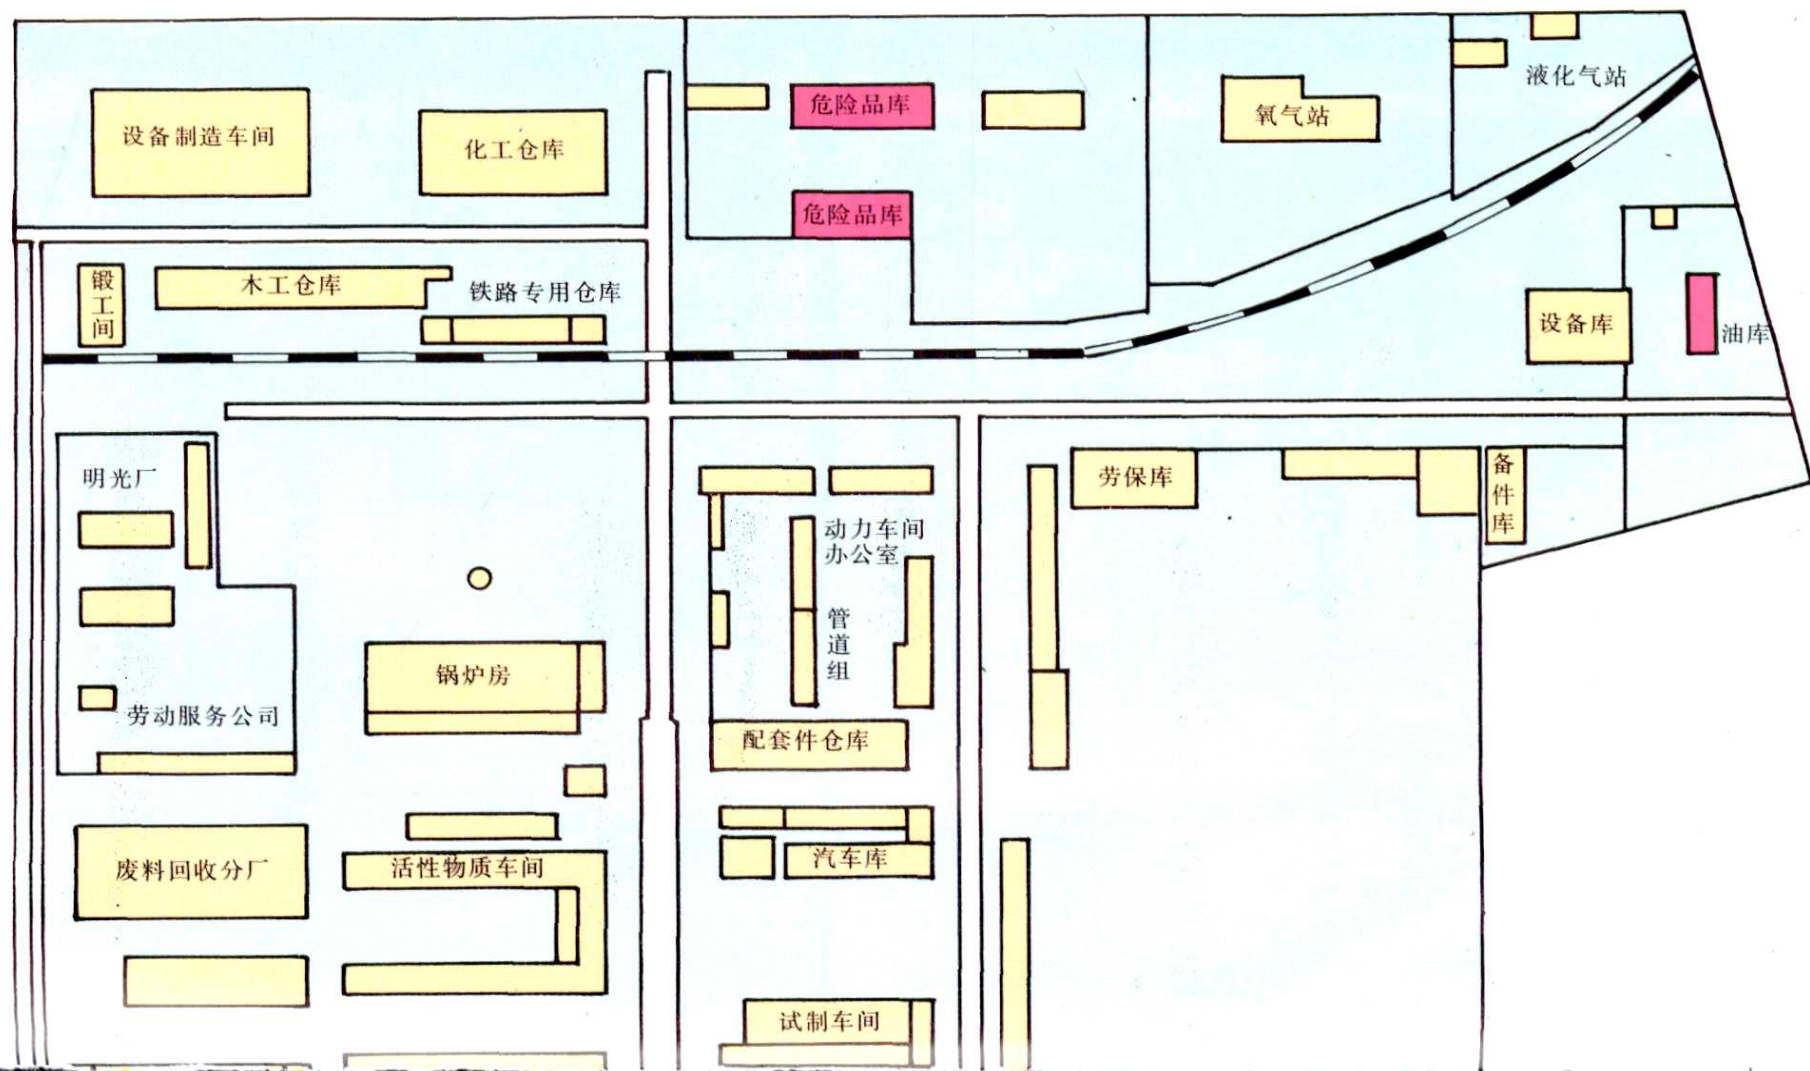 液化气站
危险品库
氧气站
设备制造车间
化工仓库
危险品库
锻工间
木工仓库
铁路专用仓库
设备库
油库
明光厂
劳保库
备件库
动力车间
办公室
管道组
锅炉房
劳动服务公司
配套件仓库
废料回收分厂
活性物质车间
汽车库
试制车间